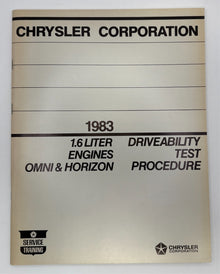 CHRYSLER CORPORATION
1983
1.6 LITER
ENGINES
OMNI & HORIZON
DRIVEABILITY
TEST
PROCEDURE
SERVICE
TRAINING
CHRYSLER
CORPORATION